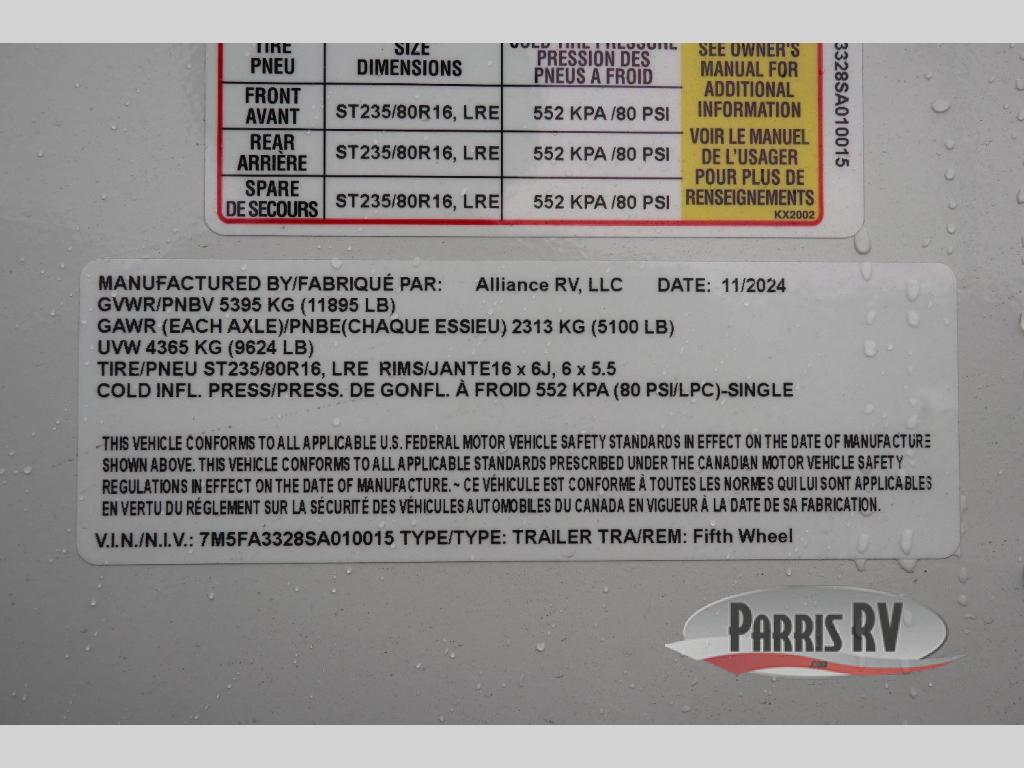 TIRE SIZE COLD TIRE PRESSURE SEE OWNER'S
PNEU DIMENSIONS PRESSION DES MANUAL FOR
PNEUS A FROID ADDITIONAL
FRONT INFORMATION
AVANT ST235/80R16, LRE 552 KPA /80 PSI
REAR VOIR LE MANUEL
ARRIÈRE ST235/80R16, LRE 552 KPA /80 PSI DE L'USAGER
POUR PLUS DE
SPARE RENSEIGNEMENTS
DE SECOURS ST235/80R16, LRE 552 KPA /80 PSI
KX2002
3328SA010015
MANUFACTURED BY/FABRIQUÉ PAR: Alliance RV, LLC DATE: 11/2024
GVWR/PNBV 5395 KG (11895 LB)
GAWR (EACH AXLE)/PNBE(CHAQUE ESSIEU) 2313 KG (5100 LB)
UVW 4365 KG (9624 LB)
TIRE/PNEU ST235/80R16, LRE RIMS/JANTE16 x 6J, 6 x 5.5
COLD INFL. PRESS/PRESS. DE GONFL. À FROID 552 KPA (80 PSI/LPC)-SINGLE
THIS VEHICLE CONFORMS TO ALL APPLICABLE U.S. FEDERAL MOTOR VEHICLE SAFETY STANDARDS IN EFFECT ON THE DATE OF MANUFACTURE
SHOWN ABOVE. THIS VEHICLE CONFORMS TO ALL APPLICABLE STANDARDS PRESCRIBED UNDER THE CANADIAN MOTOR VEHICLE SAFETY
REGULATIONS IN EFFECT ON THE DATE OF MANUFACTURE. ~ CE VÉHICULE EST CONFORME À TOUTES LES NORMES QUI LUI SONT APPLICABLES
EN VERTU DU RÉGLEMENT SUR LA SÉCURITÉ DES VÉHICULES AUTOMOBILES DU CANADA EN VIGUEUR À LA DATE DE SA FABRICATION.
V.I.N./N.I.V.: 7M5FA3328SA010015 TYPE/TYPE: TRAILER TRA/REM: Fifth Wheel
PARRIS RV
.com